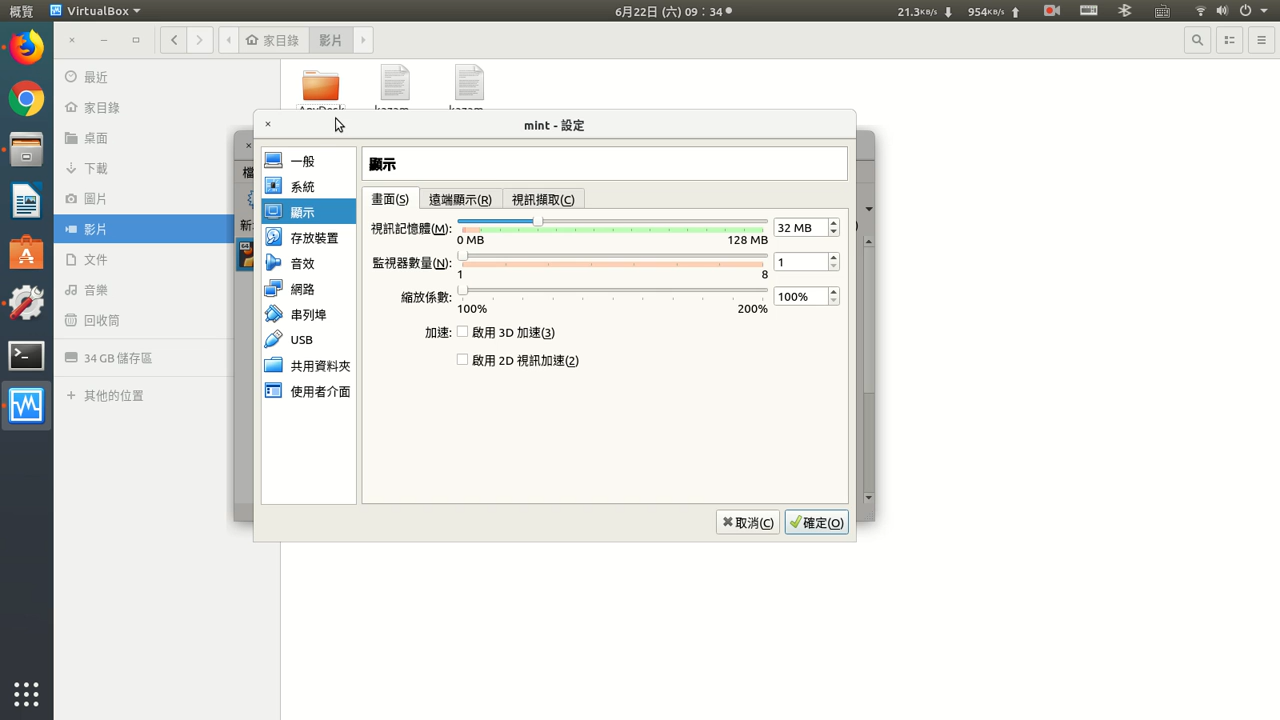 概覽
VirtualBox
6月22日 (六) 09：34
21.3KB/s
954KB/s
家目錄
影片
最近
家目錄
桌面
下載
圖片
影片
文件
音樂
回收筒
34 GB 儲存區
其他的位置
mint - 設定
一般
系統
顯示
存放裝置
音效
網路
串列埠
USB
共用資料夾
使用者介面
顯示
畫面(S)
遠端顯示(R)
視訊擷取(C)
視訊記憶體(M):
32 MB
0 MB
128 MB
監視器數量(N):
1
1
8
縮放係數:
100%
100%
200%
加速:
啟用 3D 加速(3)
啟用 2D 視訊加速(2)
取消(C)
確定(O)